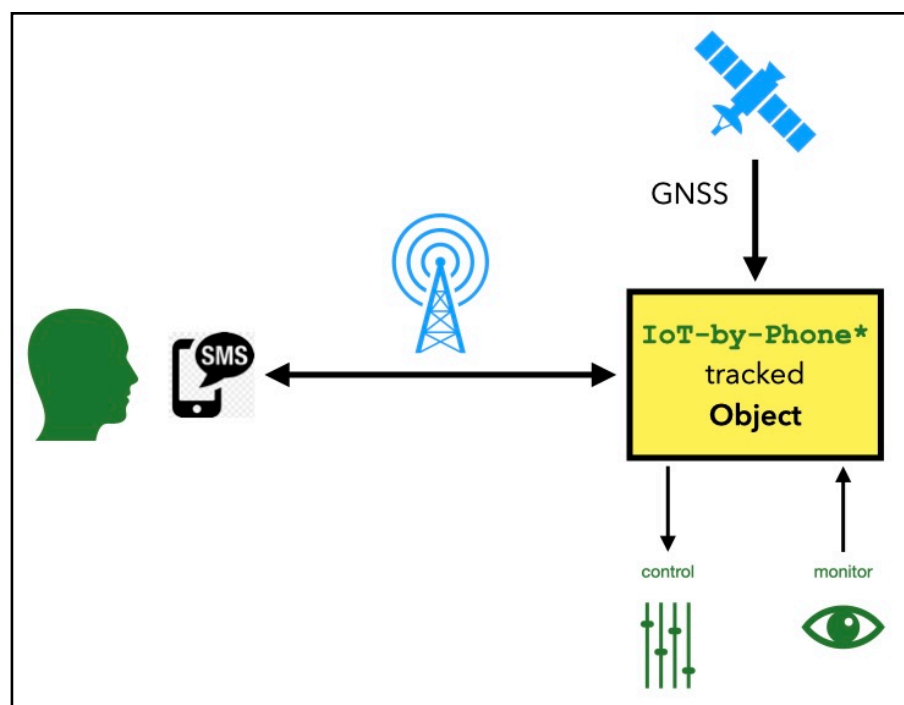 GNSS
SMS
IoT-by-Phone*
tracked
Object
control
monitor